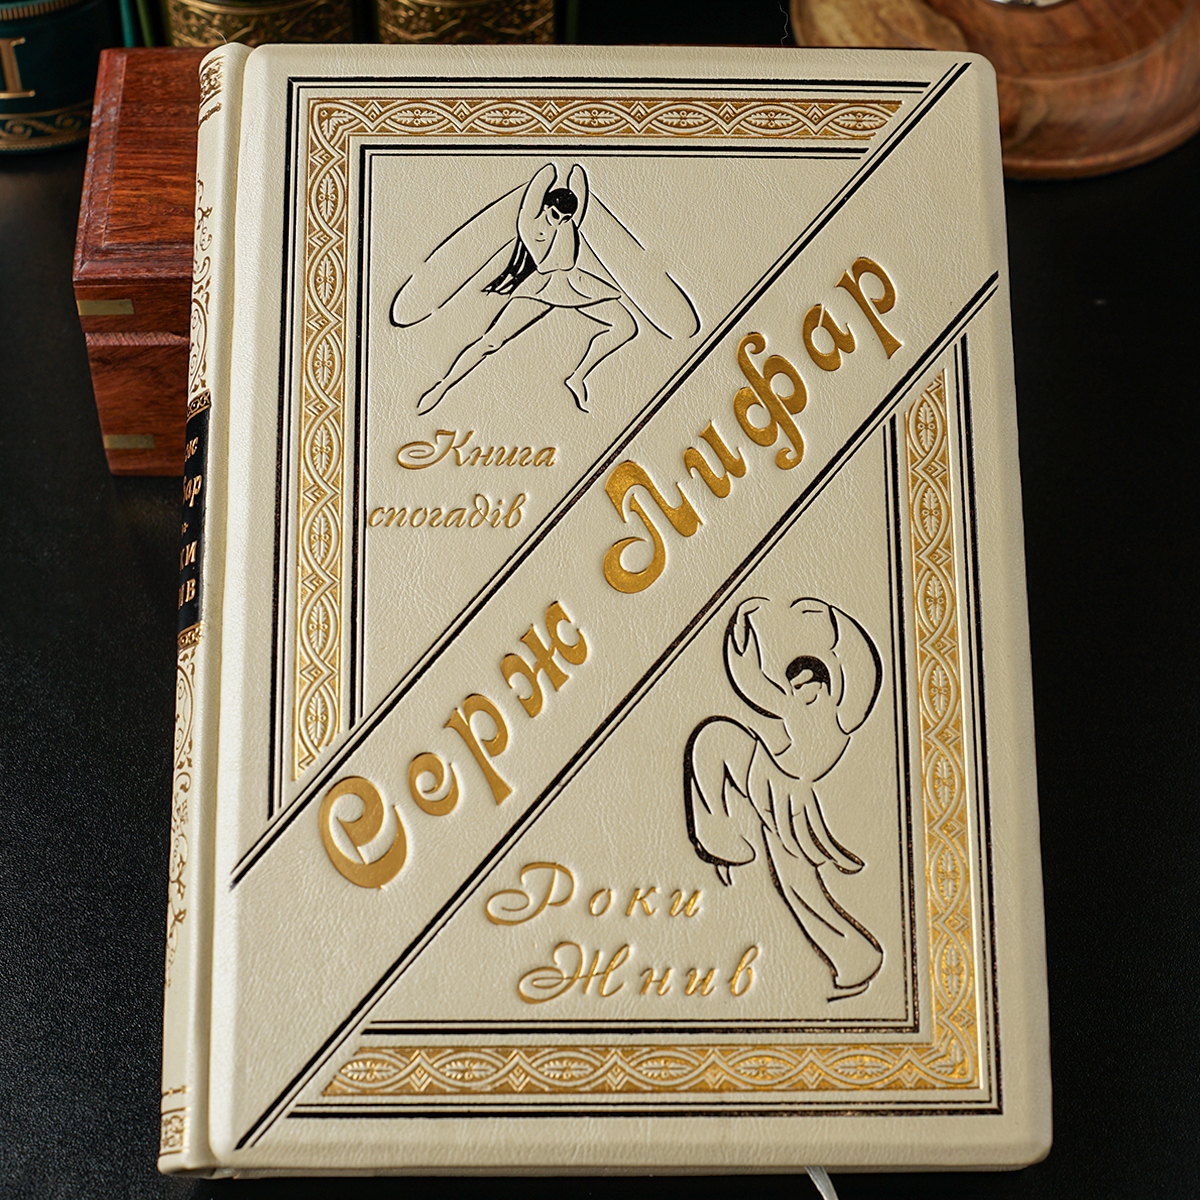 Книга
спогадів
Серж Лифар
Роки
Жнив
I